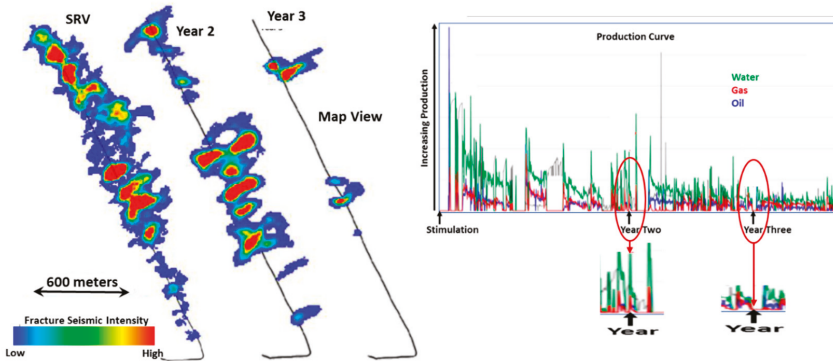 SRV
Year 2
Year 3
Map View
600 meters
Fracture Seismic Intensity
Low
High
Production Curve
Water
Gas
Oil
Increasing Production
Stimulation
Year Two
Year Three
Year
Year